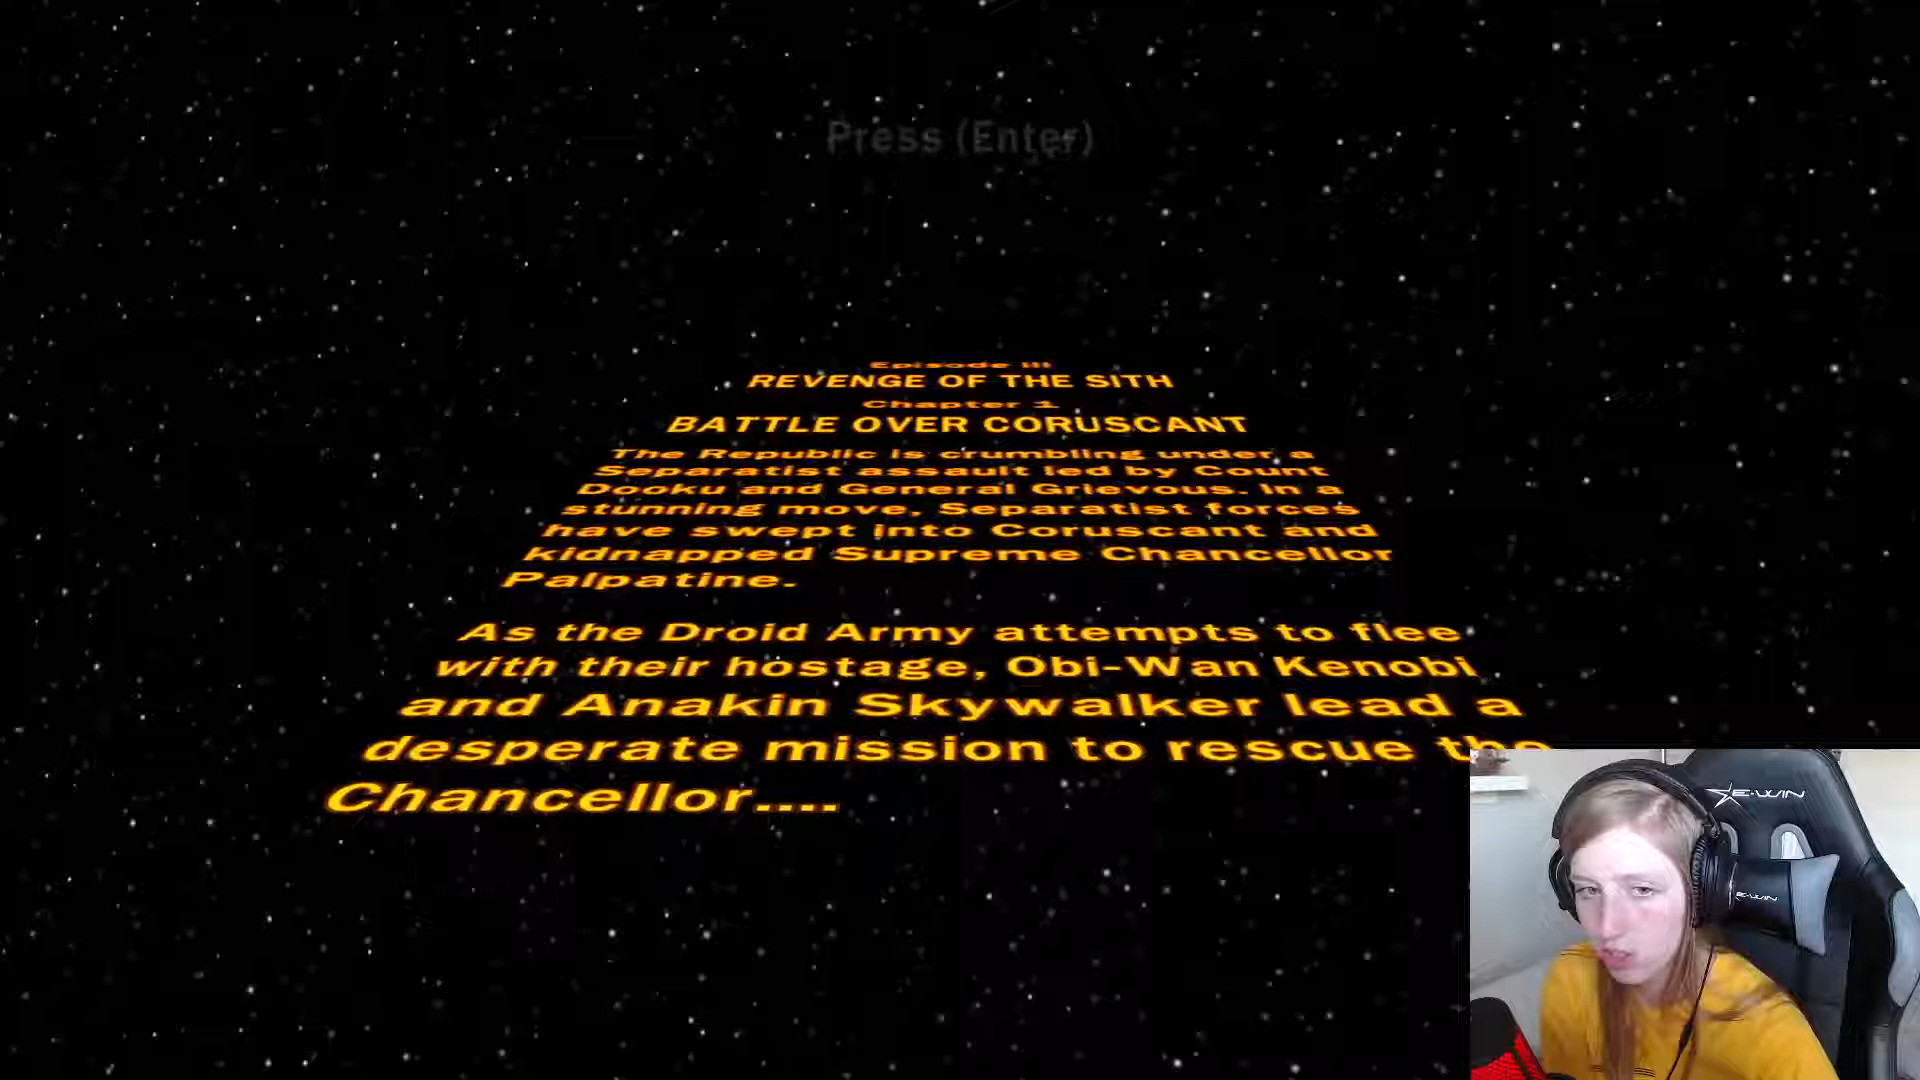 Press (Enter)
Episode III
REVENGE OF THE SITH
Chapter 1
BATTLE OVER CORUSCANT
The Republic is crumbling under a
Separatist assault led by Count
Dooku and General Grievous. In a
stunning move, Separatist forces
have swept into Coruscant and
kidnapped Supreme Chancellor
Palpatine.
As the Droid Army attempts to flee
with their hostage, Obi-Wan Kenobi
and Anakin Skywalker lead a
desperate mission to rescue the
Chancellor....
E-WIN
E-WIN